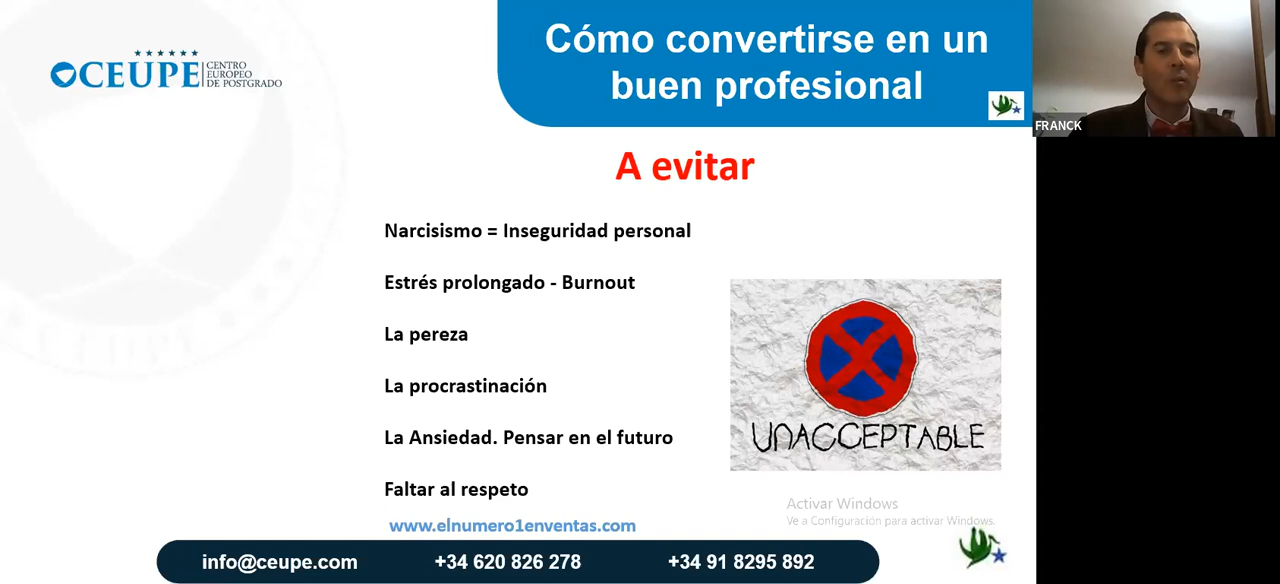 CEUPE
CENTRO
EUROPEO
DE POSTGRADO
Cómo convertirse en un
buen profesional
FRANCK
A evitar
Narcisismo = Inseguridad personal
Estrés prolongado - Burnout
La pereza
La procrastinación
La Ansiedad. Pensar en el futuro
Faltar al respeto
UNACCEPTABLE
www.elnumero1enventas.com
Activar Windows
Ve a Configuración para activar Windows.
info@ceupe.com
+34 620 826 278
+34 91 8295 892